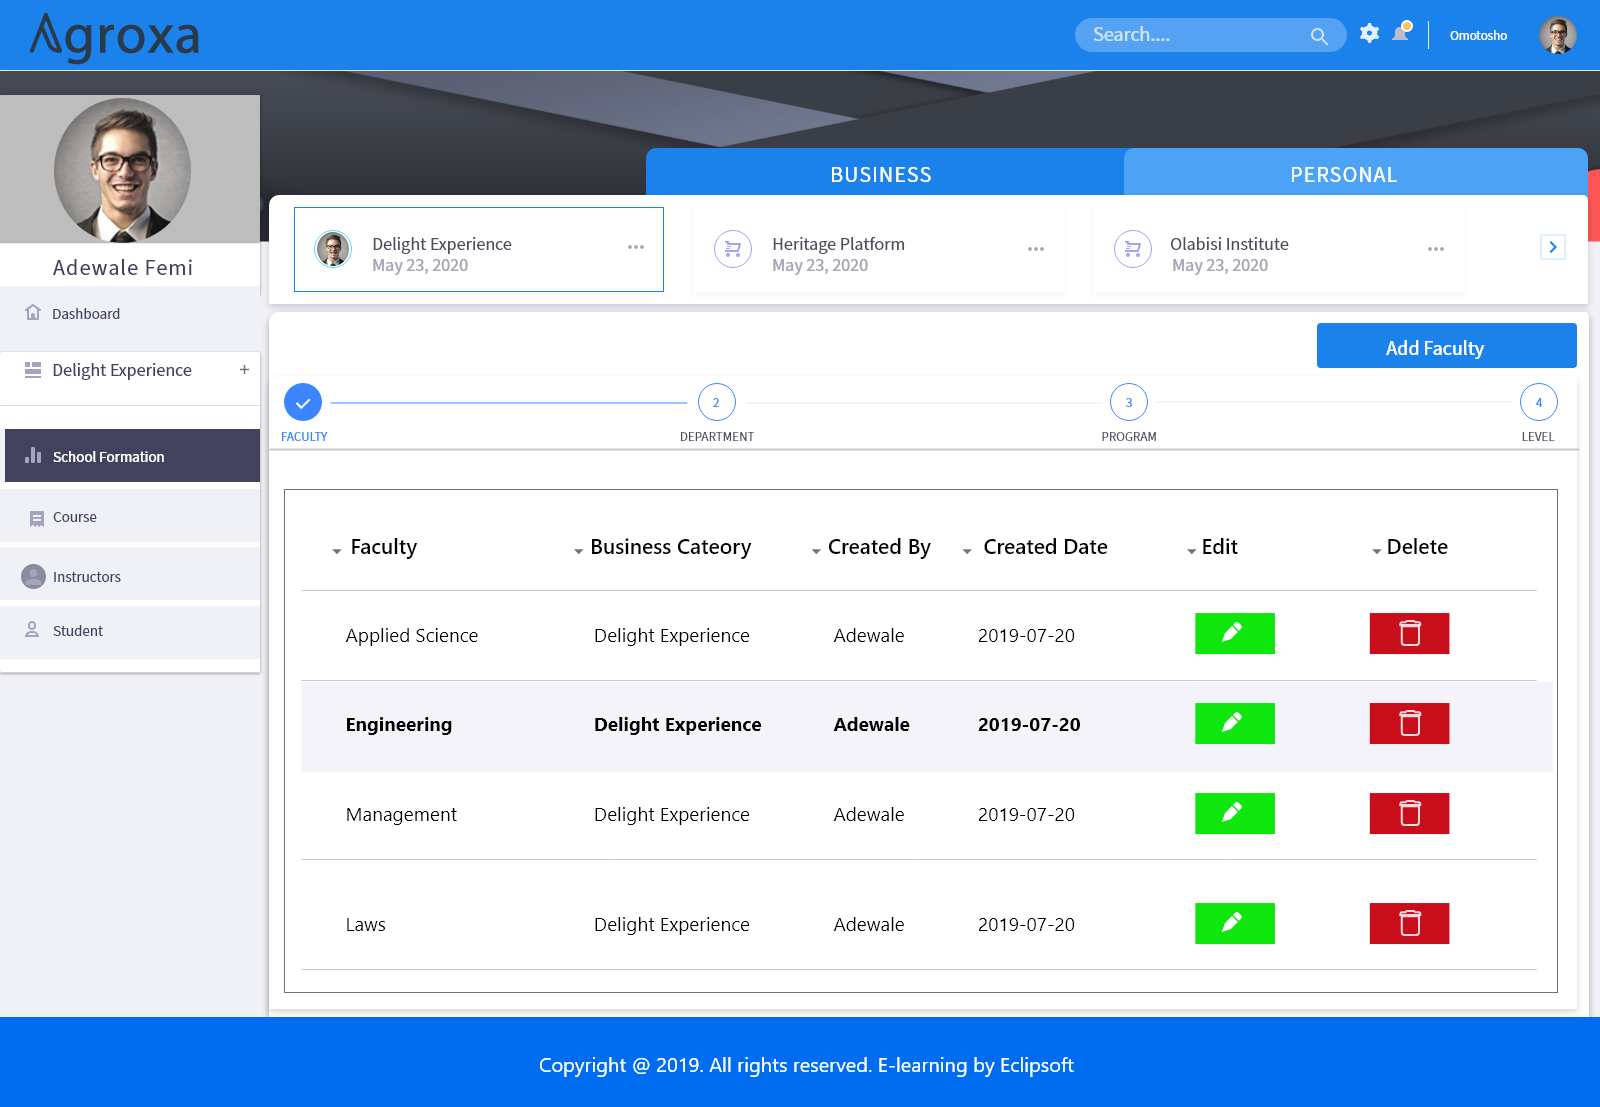 Agroxa
Search....
Omotosho
BUSINESS
PERSONAL
Adewale Femi
Dashboard
Delight Experience +
School Formation
Course
Instructors
Student
Delight Experience
May 23, 2020
Heritage Platform
May 23, 2020
Olabisi Institute
May 23, 2020
Add Faculty
2
3
4
FACULTY
DEPARTMENT
PROGRAM
LEVEL
Faculty Business Cateory Created By Created Date Edit Delete
Applied Science Delight Experience Adewale 2019-07-20
Engineering Delight Experience Adewale 2019-07-20
Management Delight Experience Adewale 2019-07-20
Laws Delight Experience Adewale 2019-07-20
Copyright @ 2019. All rights reserved. E-learning by Eclipsoft